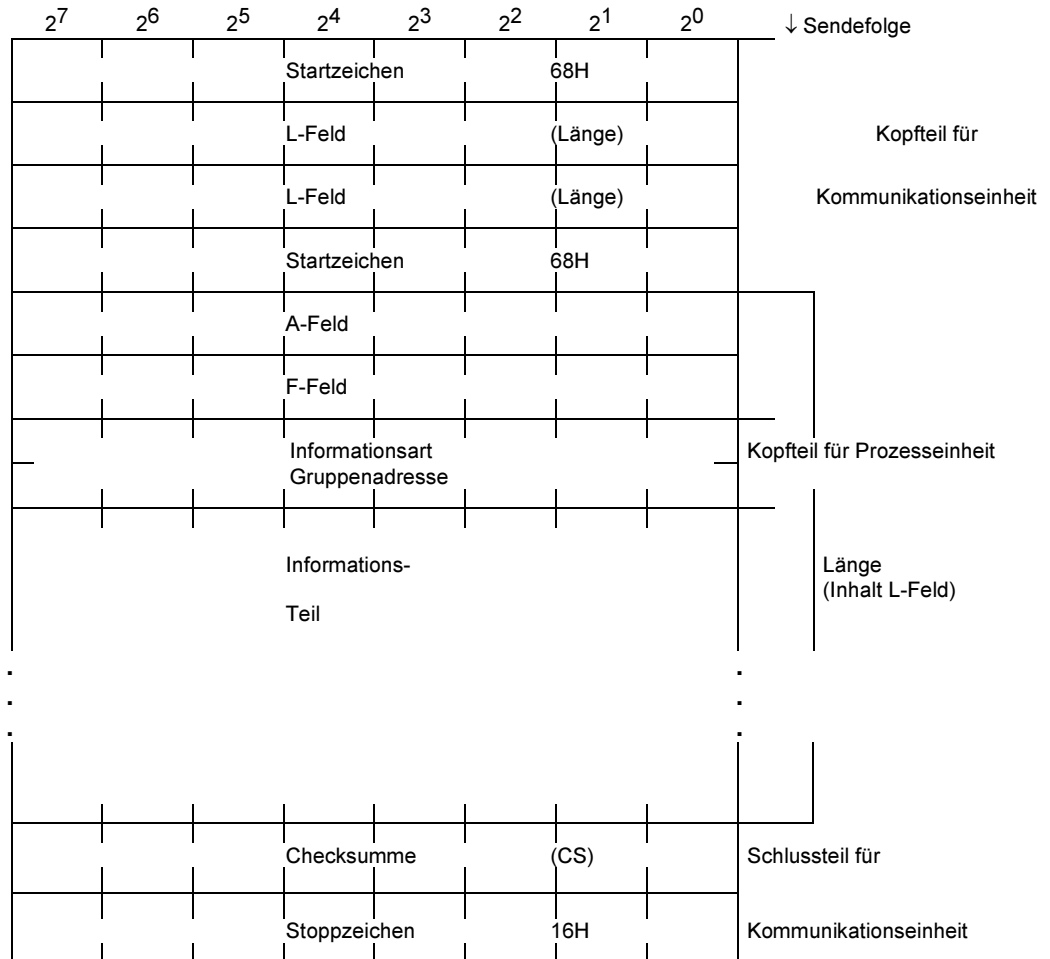 2⁷ 2⁶ 2⁵ 2⁴ 2³ 2² 2¹ 2⁰ ↓ Sendefolge
Startzeichen 68H
L-Feld (Länge) Kopfteil für
L-Feld (Länge) Kommunikationseinheit
Startzeichen 68H
A-Feld
F-Feld
Informationsart
Gruppenadresse
Kopfteil für Prozesseinheit
Informations-
Teil
Länge
(Inhalt L-Feld)
Checksumme (CS) Schlussteil für
Stoppzeichen 16H Kommunikationseinheit